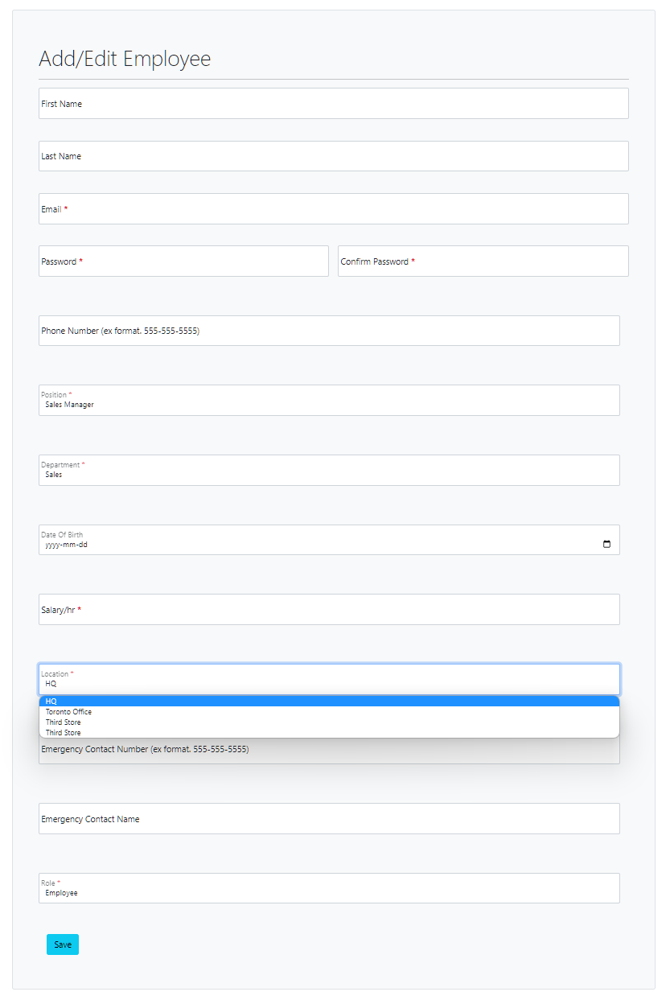 Add/Edit Employee
First Name
Last Name
Email *
Password *
Confirm Password *
Phone Number (ex format. 555-555-5555)
Position *
Sales Manager
Department *
Sales
Date Of Birth
yyyy-mm-dd
Salary/hr *
Location *
HQ
HQ
Toronto Office
Third Store
Third Store
Emergency Contact Number (ex format. 555-555-5555)
Emergency Contact Name
Role *
Employee
Save